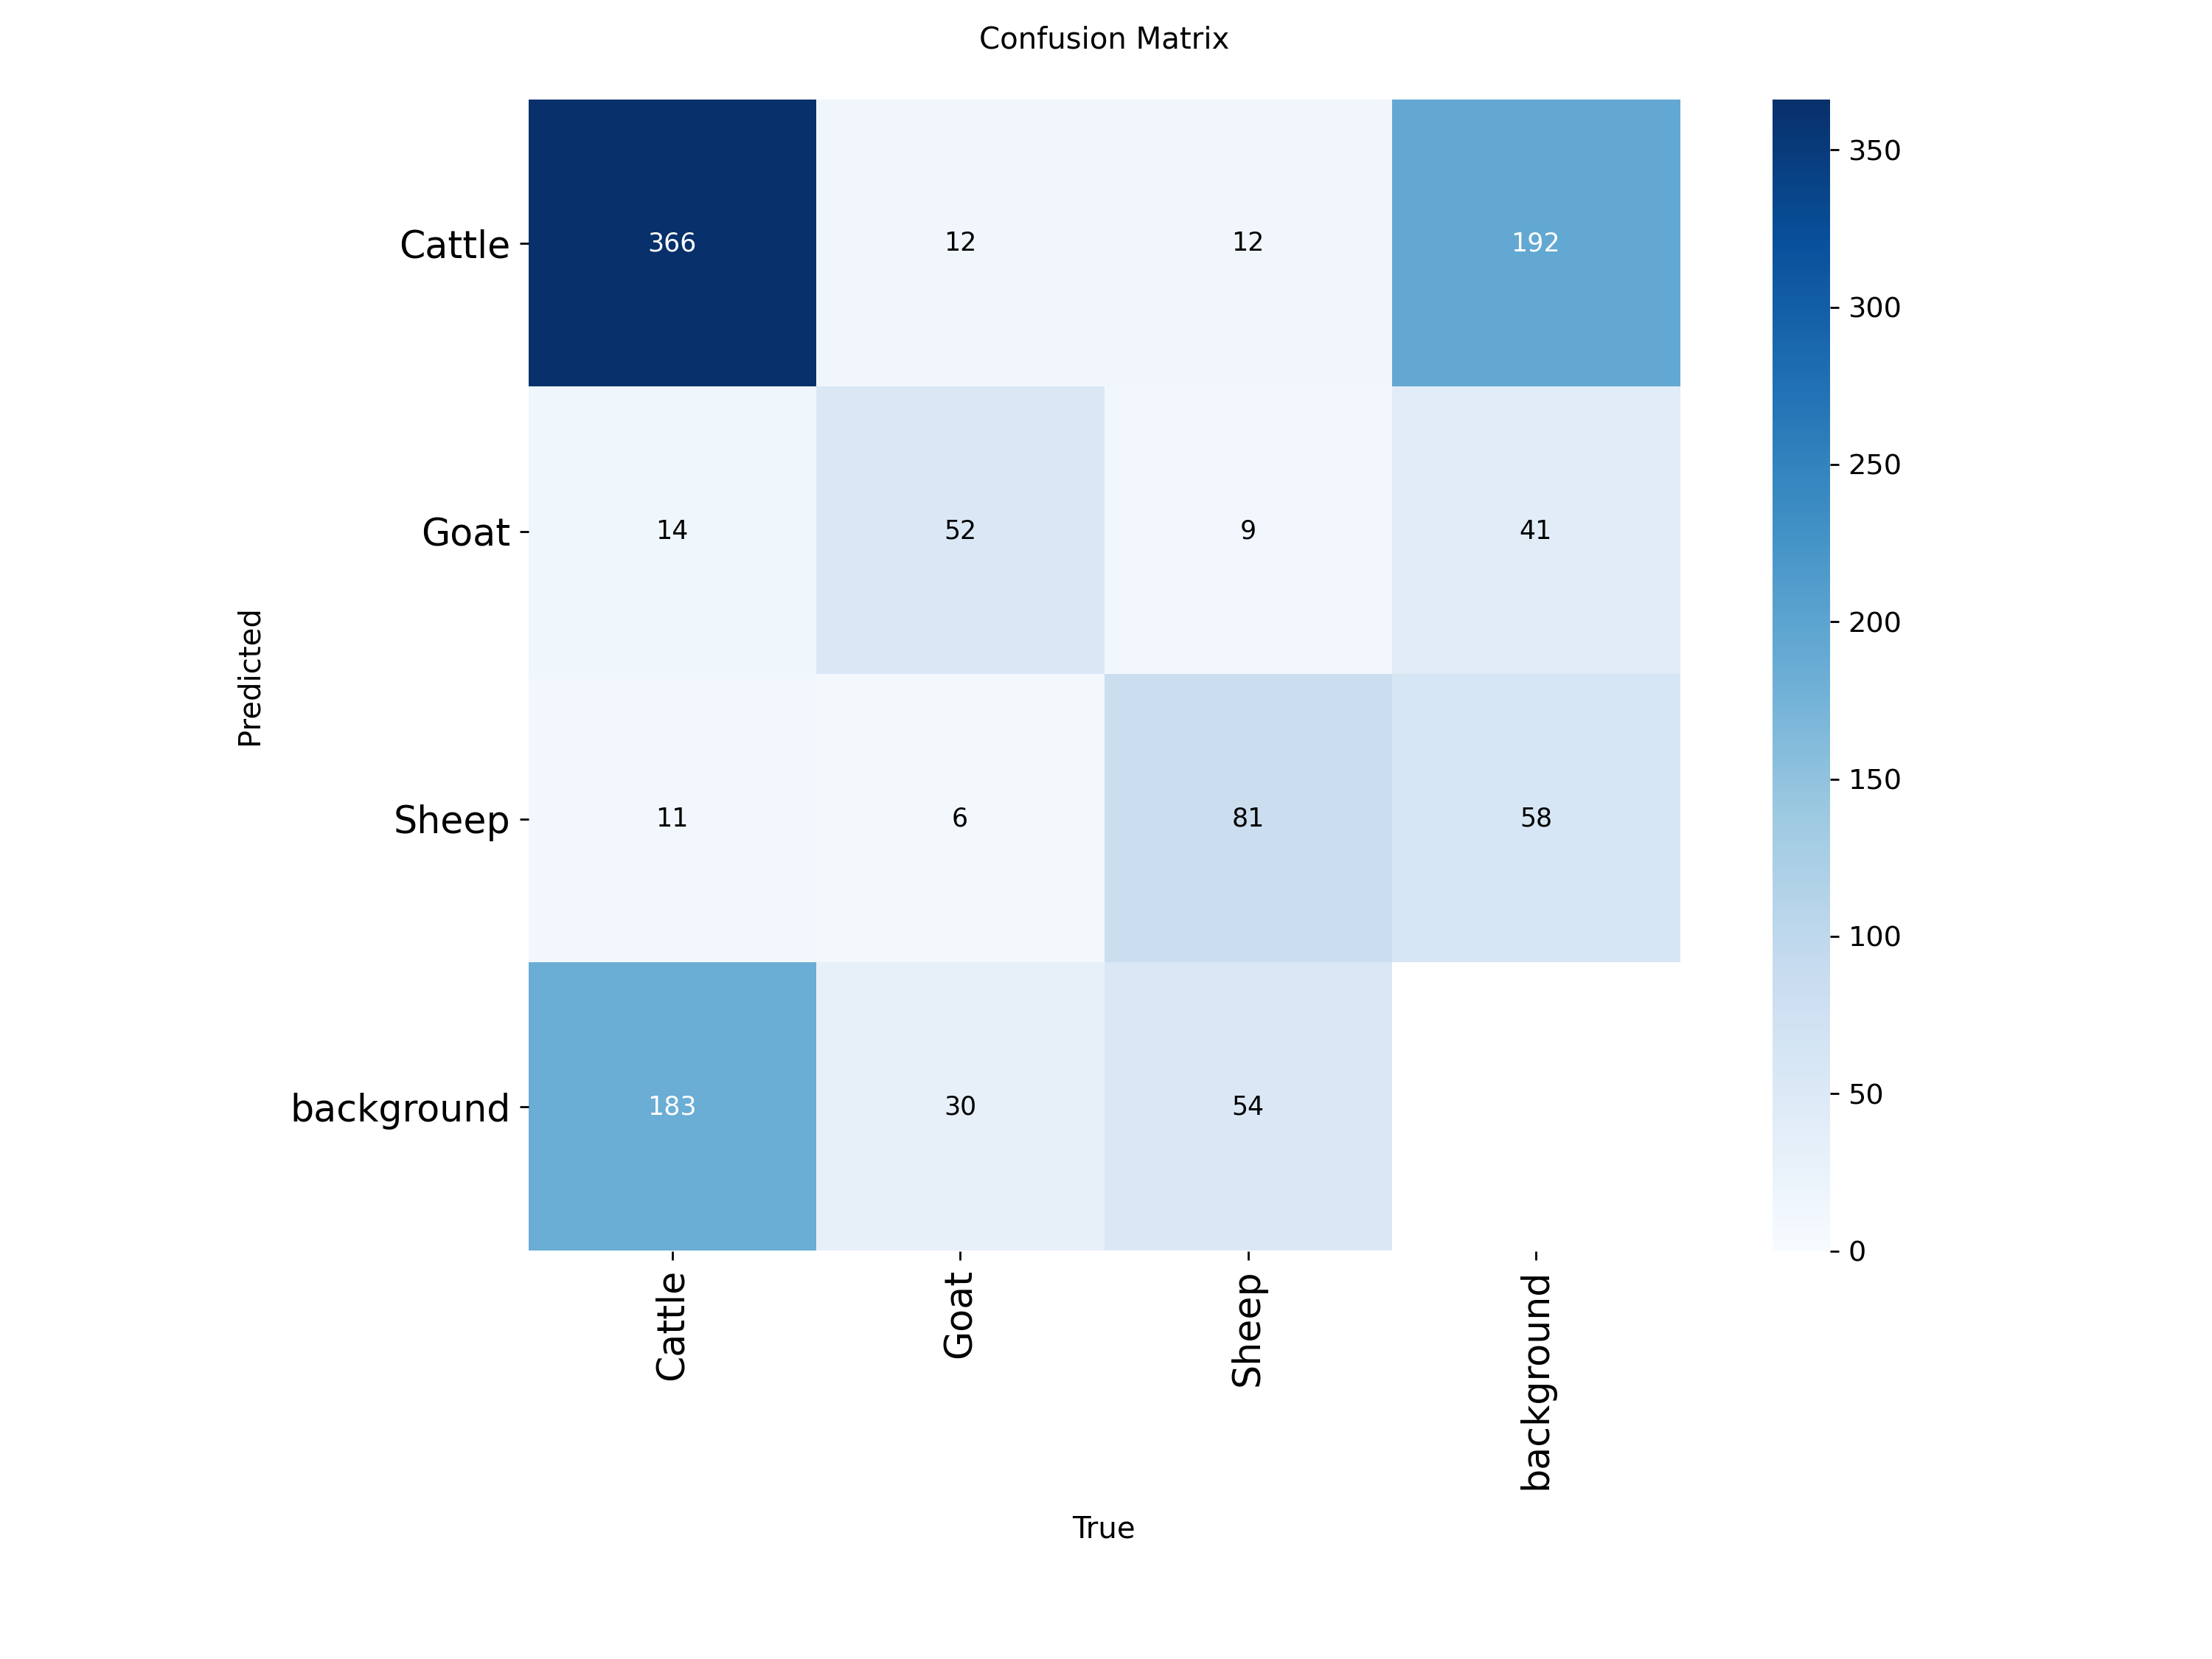 Confusion Matrix
Predicted
Cattle 366 12 12 192
Goat 14 52 9 41
Sheep 11 6 81 58
background 183 30 54
Cattle Goat Sheep background
True
350
300
250
200
150
100
50
0